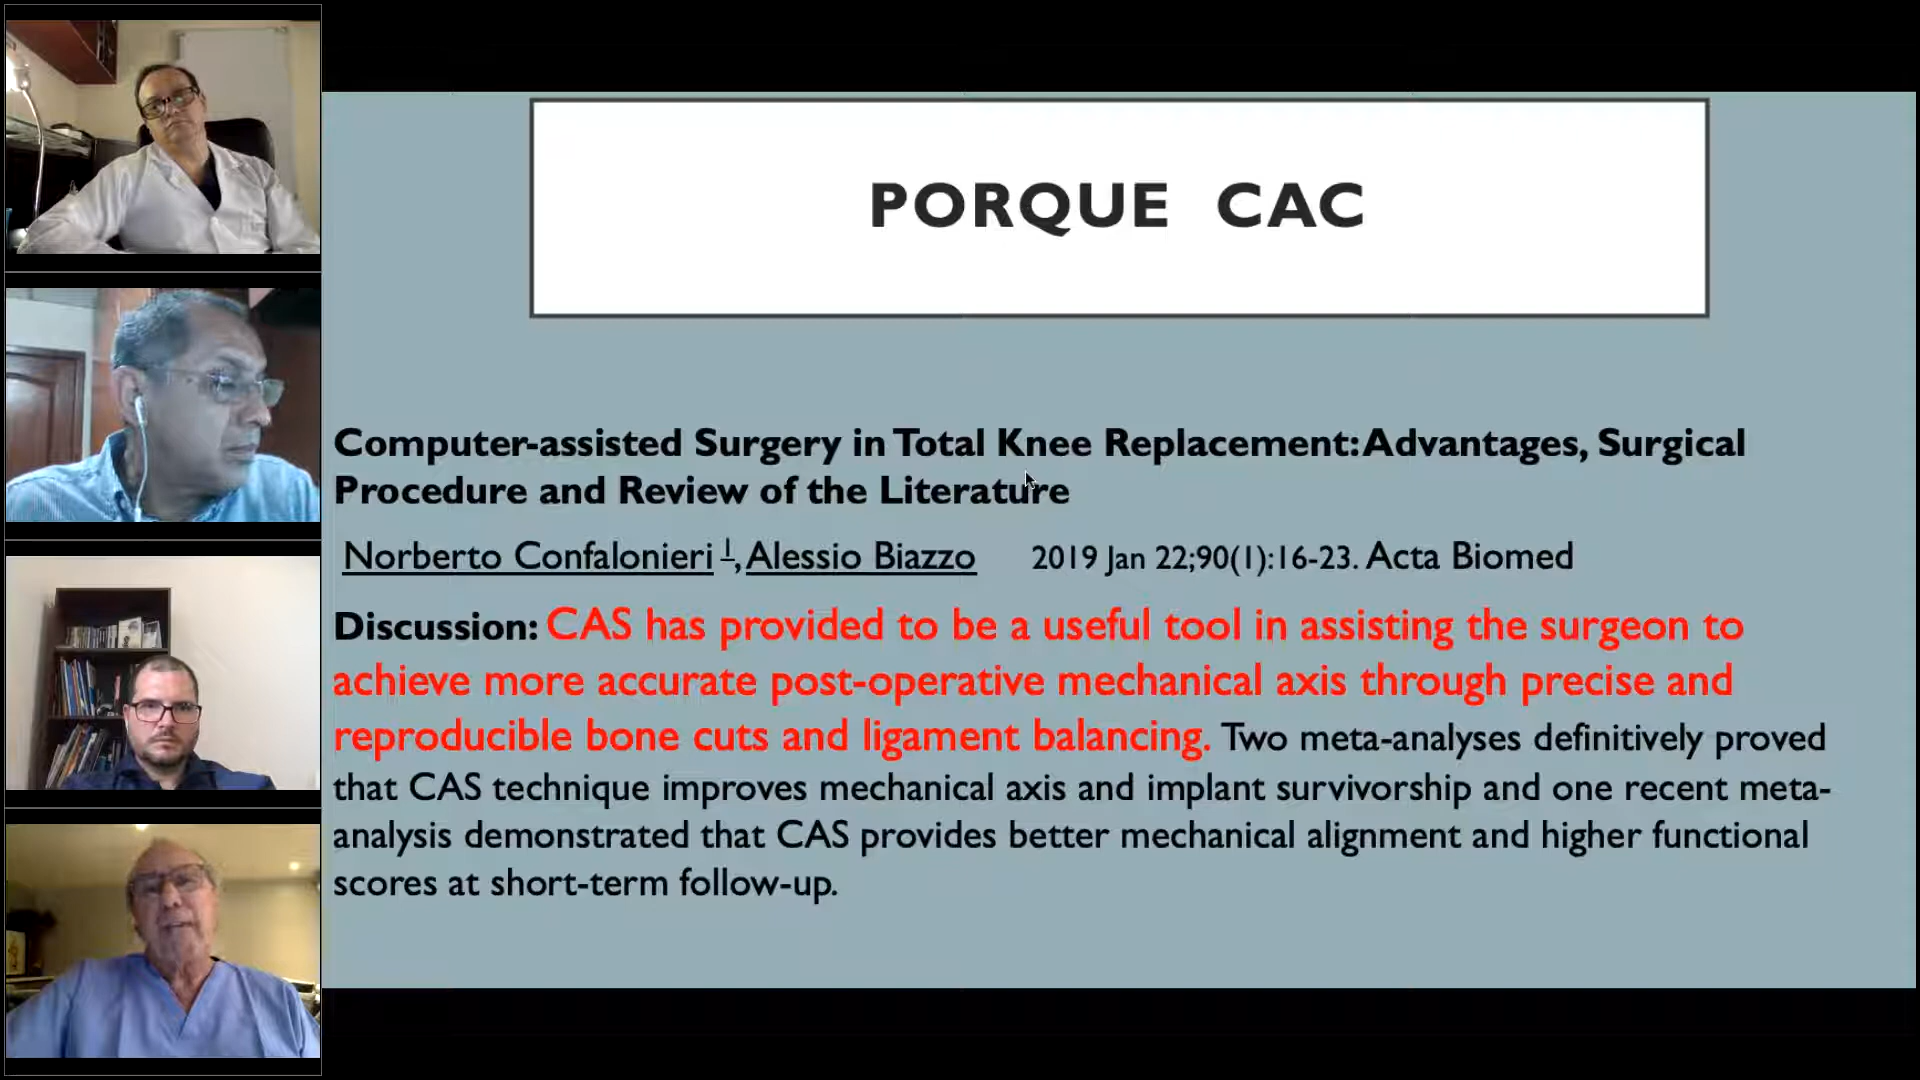 PORQUE CAC
Computer-assisted Surgery in Total Knee Replacement: Advantages, Surgical
Procedure and Review of the Literature
Norberto Confalonieri 1, Alessio Biazzo 2019 Jan 22;90(1):16-23. Acta Biomed
Discussion: CAS has provided to be a useful tool in assisting the surgeon to
achieve more accurate post-operative mechanical axis through precise and
reproducible bone cuts and ligament balancing. Two meta-analyses definitively proved
that CAS technique improves mechanical axis and implant survivorship and one recent meta-
analysis demonstrated that CAS provides better mechanical alignment and higher functional
scores at short-term follow-up.